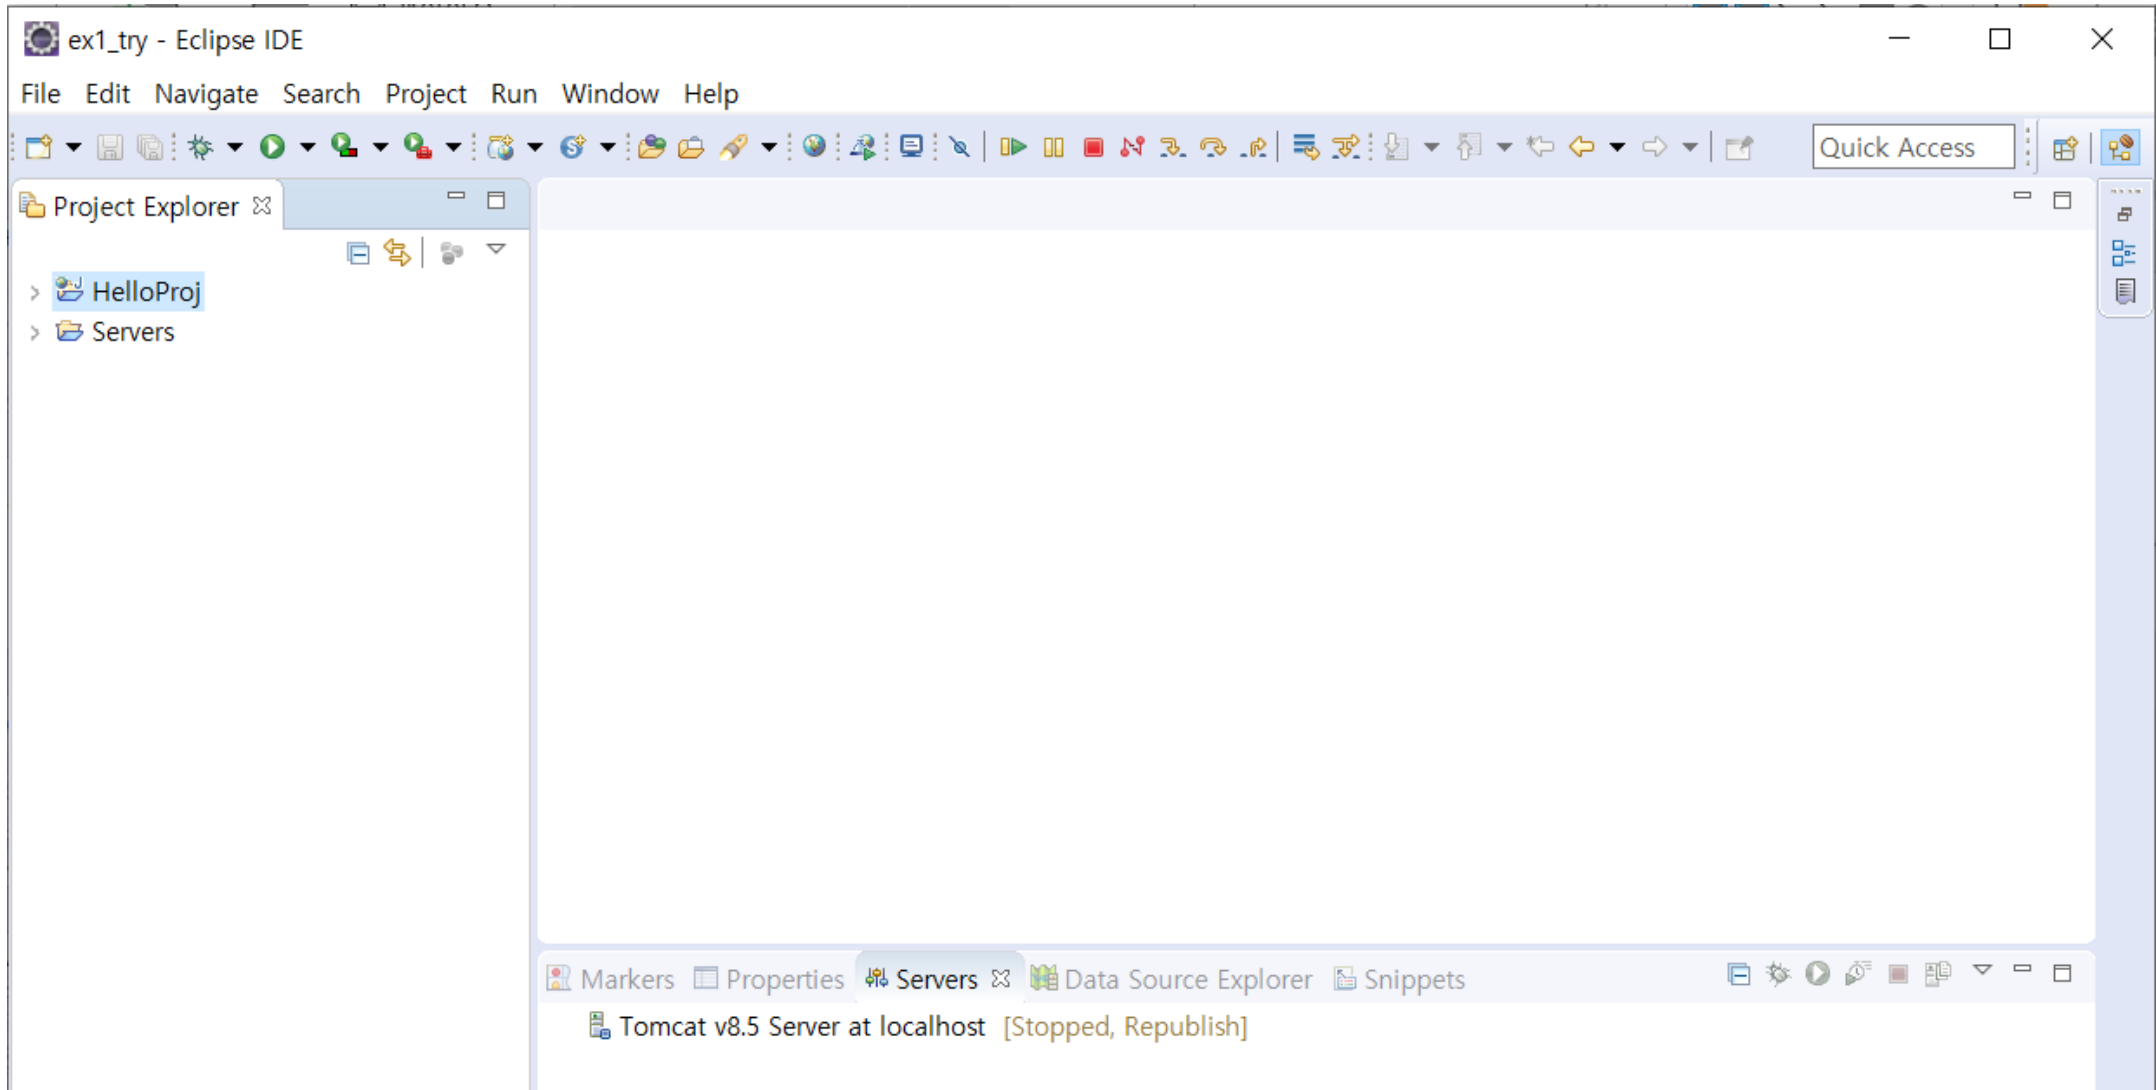 ex1_try - Eclipse IDE
File Edit Navigate Search Project Run Window Help
Quick Access
Project Explorer
HelloProj
Servers
Markers Properties Servers Data Source Explorer Snippets
Tomcat v8.5 Server at localhost [Stopped, Republish]